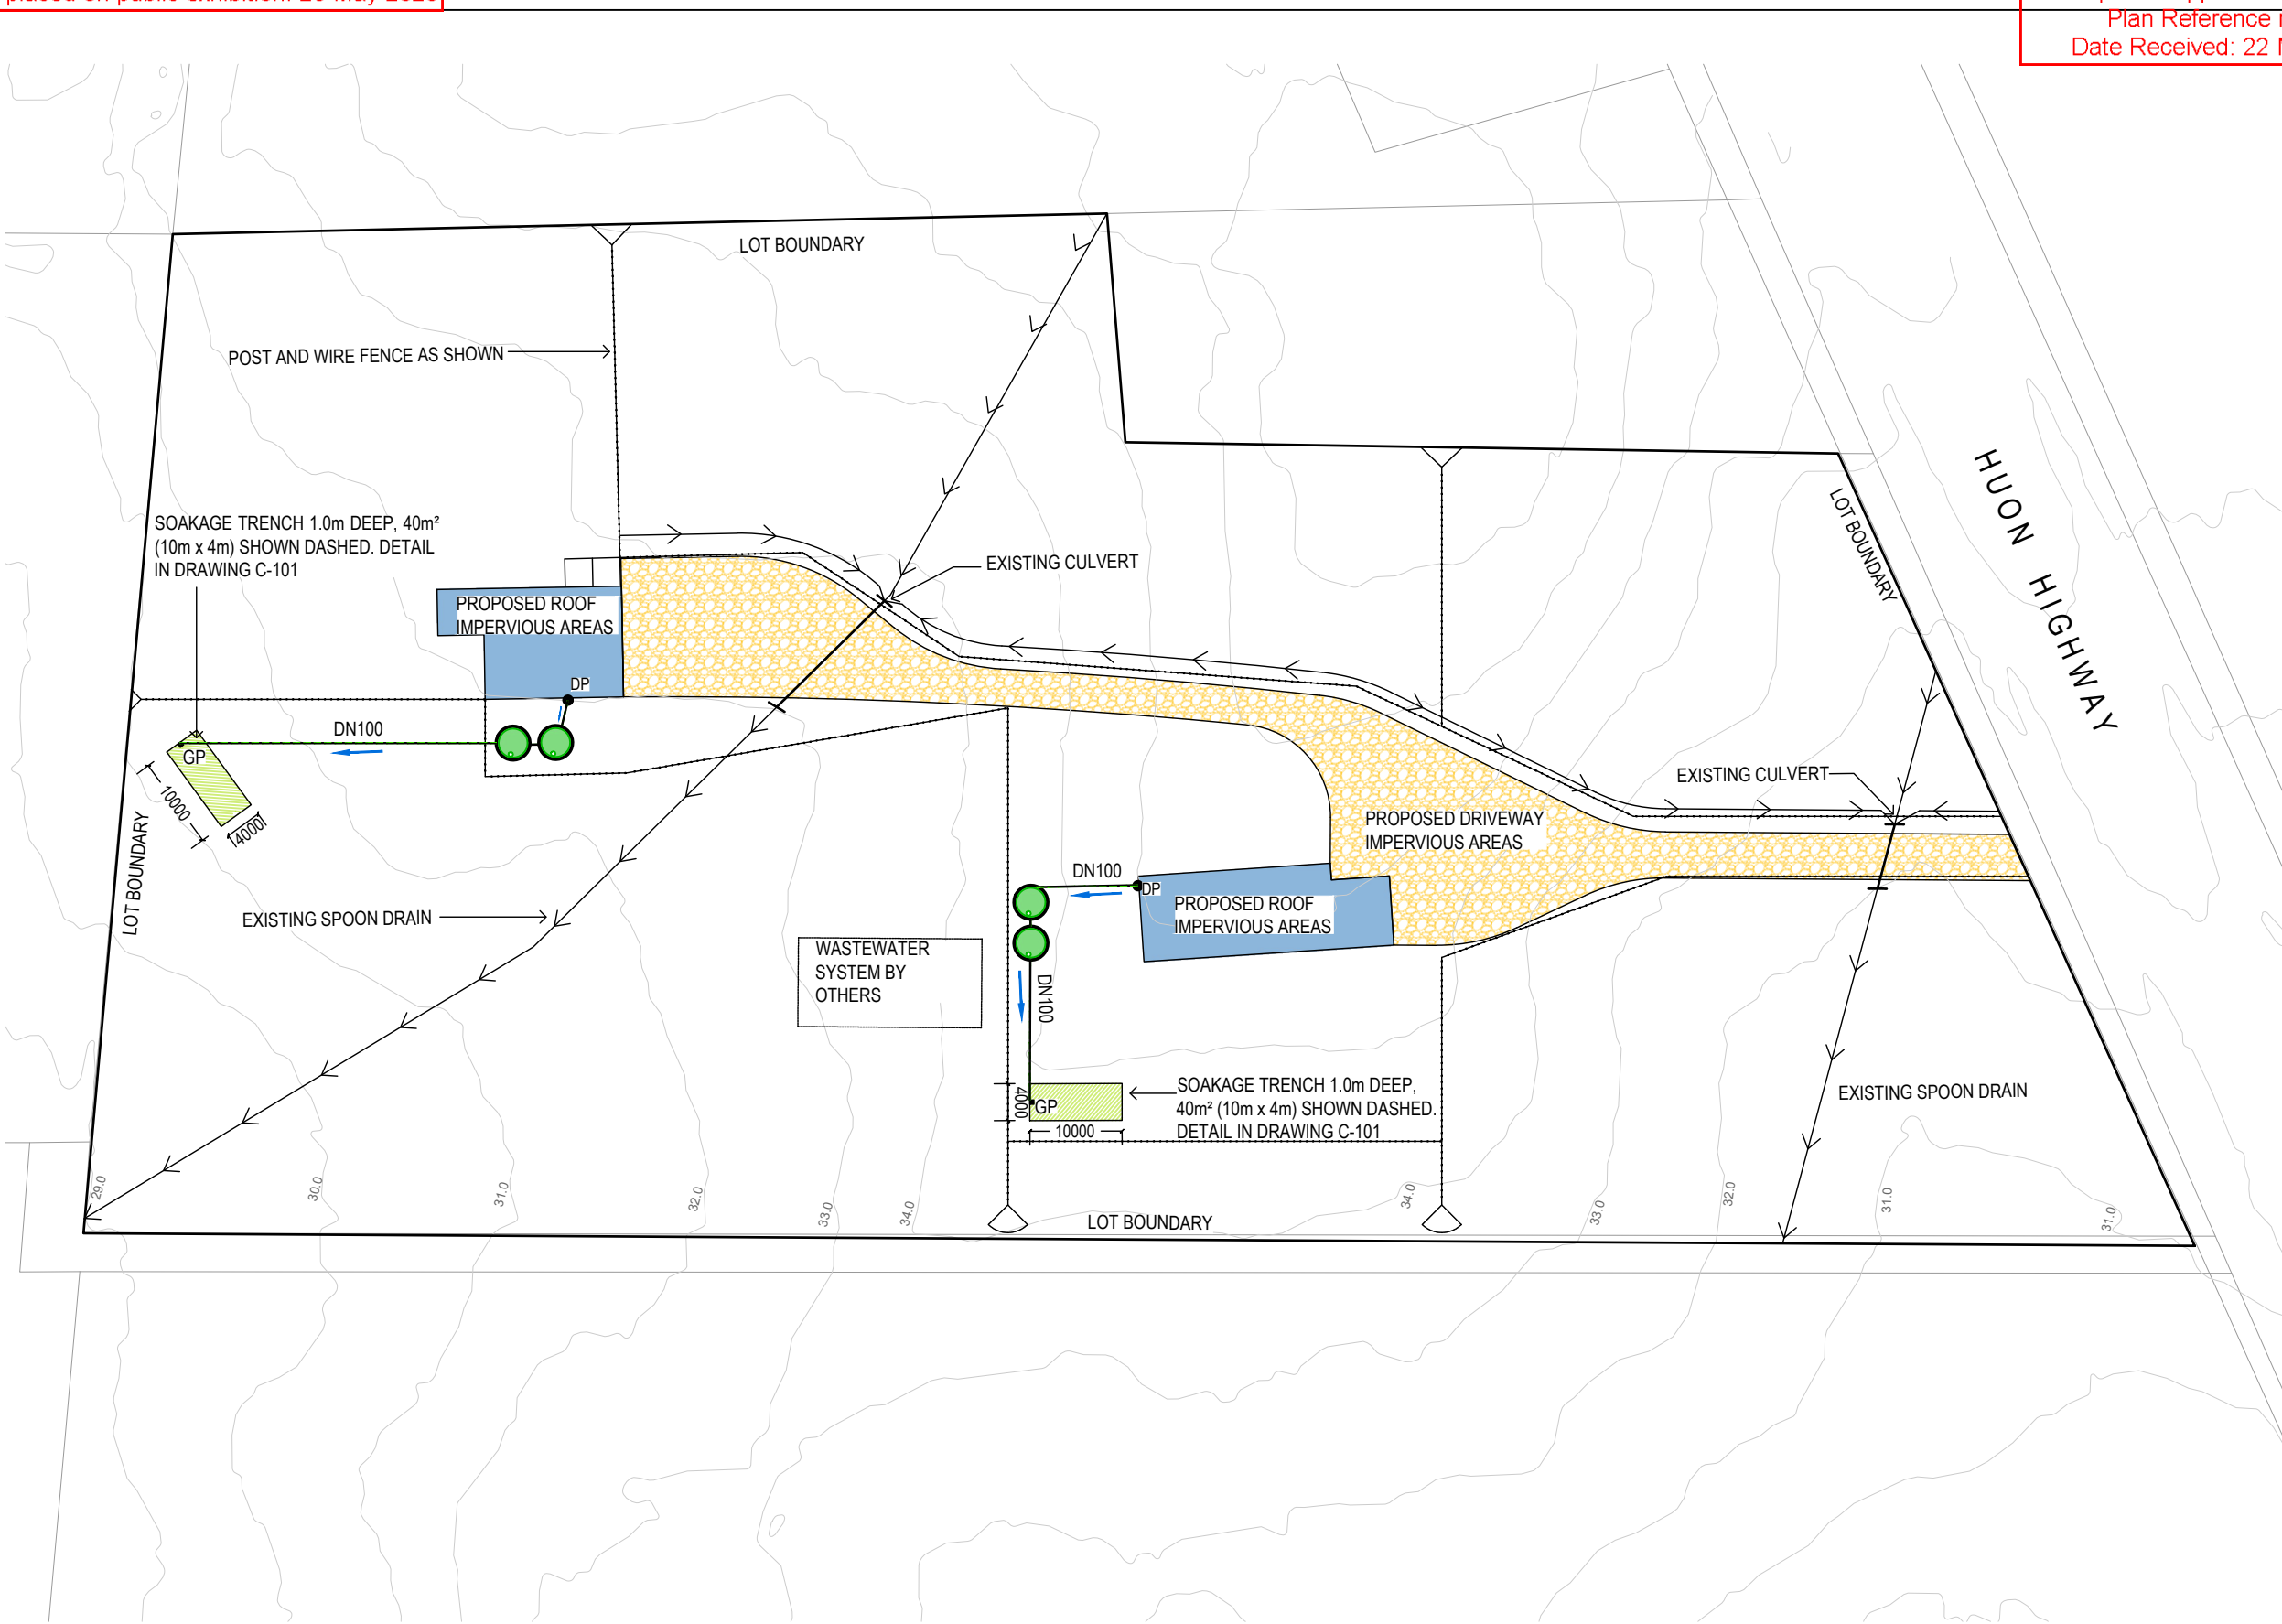 Plan Reference
Date Received: 22
LOT BOUNDARY
POST AND WIRE FENCE AS SHOWN
HUON HIGHWAY
LOT BOUNDARY
SOAKAGE TRENCH 1.0m DEEP, 40m²
(10m x 4m) SHOWN DASHED. DETAIL
IN DRAWING C-101
EXISTING CULVERT
PROPOSED ROOF
IMPERVIOUS AREAS
DP
DN100
GP
10000
4000
EXISTING CULVERT
PROPOSED DRIVEWAY
IMPERVIOUS AREAS
LOT BOUNDARY
DN100
DP
PROPOSED ROOF
IMPERVIOUS AREAS
EXISTING SPOON DRAIN
WASTEWATER
SYSTEM BY
OTHERS
DN100
SOAKAGE TRENCH 1.0m DEEP,
40m² (10m x 4m) SHOWN DASHED.
DETAIL IN DRAWING C-101
4000
GP
10000
EXISTING SPOON DRAIN
29.0
30.0
31.0
32.0
33.0
34.0
34.0
33.0
32.0
31.0
31.0
LOT BOUNDARY